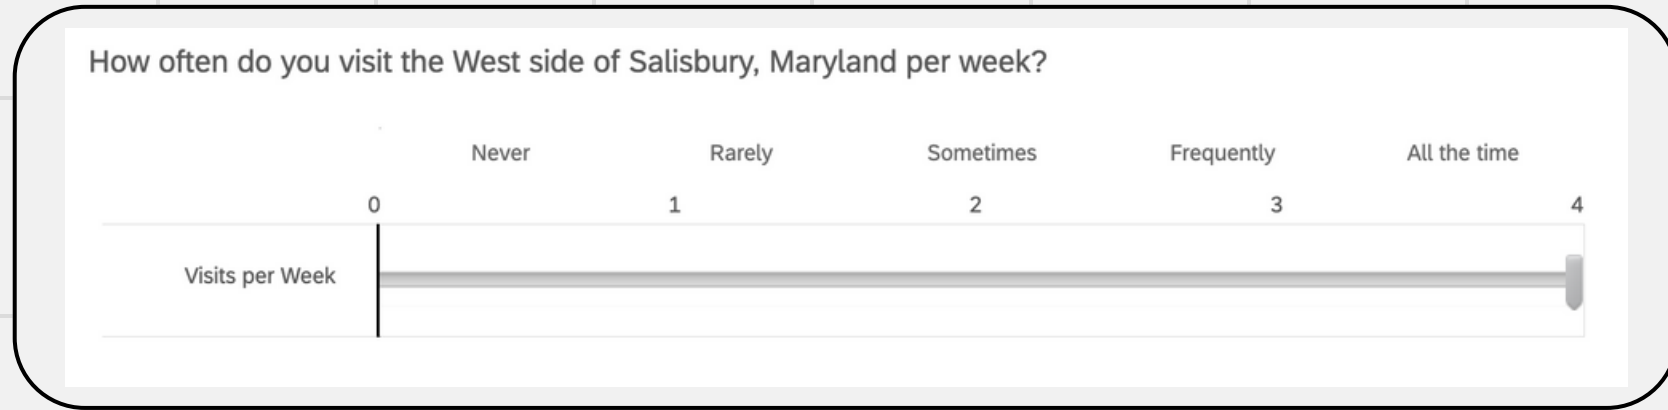 How often do you visit the West side of Salisbury, Maryland per week?
Never Rarely Sometimes Frequently All the time
0 1 2 3 4
Visits per Week